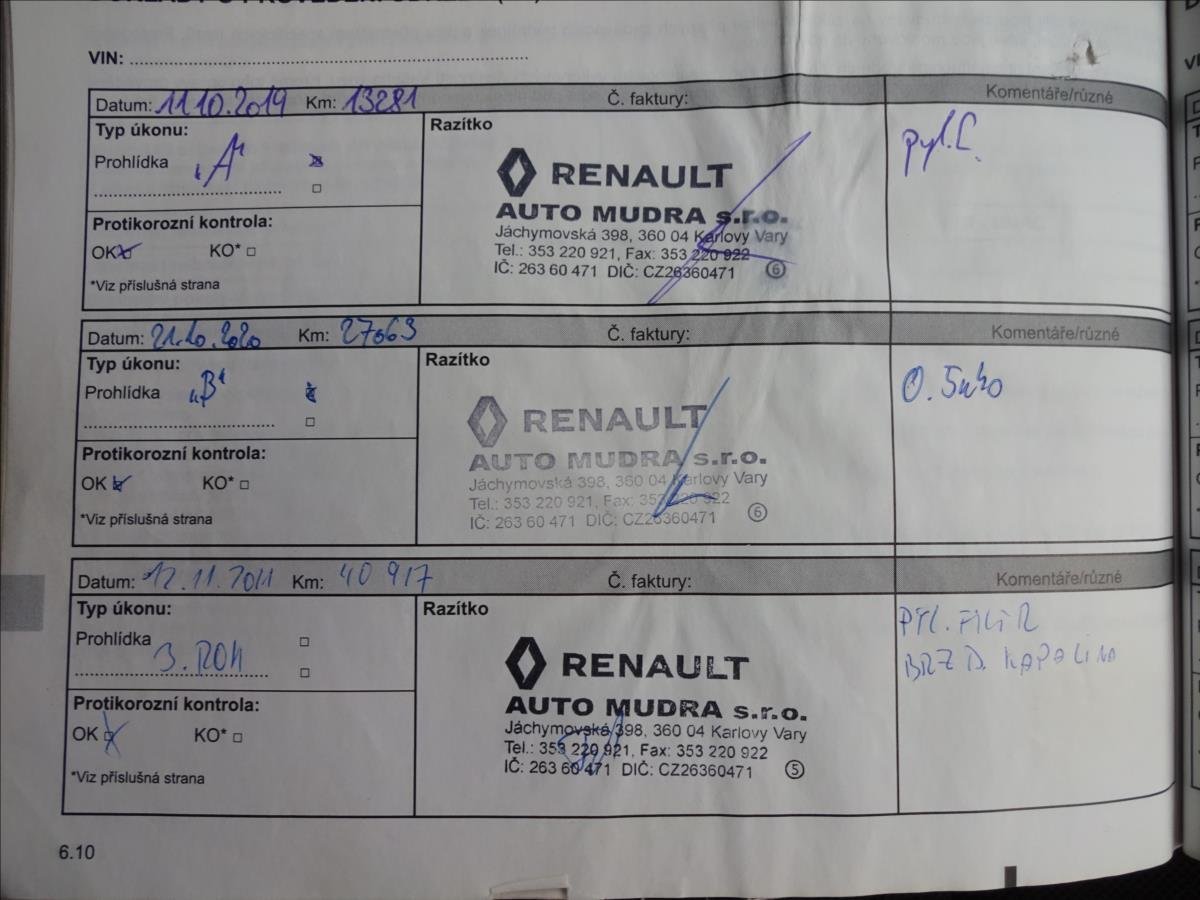 VIN:
Datum: 11.10.2019 Km: 13281 Č. faktury: Komentáře/různé
Typ úkonu:
Prohlídka "A"
Razítko
RENAULT
AUTO MUDRA s.r.o.
Jáchymovská 398, 360 04 Karlovy Vary
Tel.: 353 220 921, Fax: 353 220 922
IČ: 263 60 471 DIČ: CZ26360471 6
pyl.
Protikorozní kontrola:
OK KO*
*Viz příslušná strana
Datum: 21.10.2020 Km: 27063 Č. faktury: Komentáře/různé
Typ úkonu:
Prohlídka "B"
Razítko
RENAULT
AUTO MUDRA s.r.o.
Jáchymovská 398, 360 04 Karlovy Vary
Tel.: 353 220 921, Fax: 353 220 922
IČ: 263 60 471 DIČ: CZ26360471 6
Protikorozní kontrola:
OK KO*
*Viz příslušná strana
Datum: 12.11.2021 Km: 40 917 Č. faktury: Komentáře/různé
Typ úkonu:
Prohlídka
3. ROK
Razítko
RENAULT
AUTO MUDRA s.r.o.
Jáchymovská 398, 360 04 Karlovy Vary
Tel.: 353 220 921, Fax: 353 220 922
IČ: 263 60 471 DIČ: CZ26360471 5
PYL. FILTR
BRZD. KAPALINA
Protikorozní kontrola:
OK KO*
*Viz příslušná strana
6.10